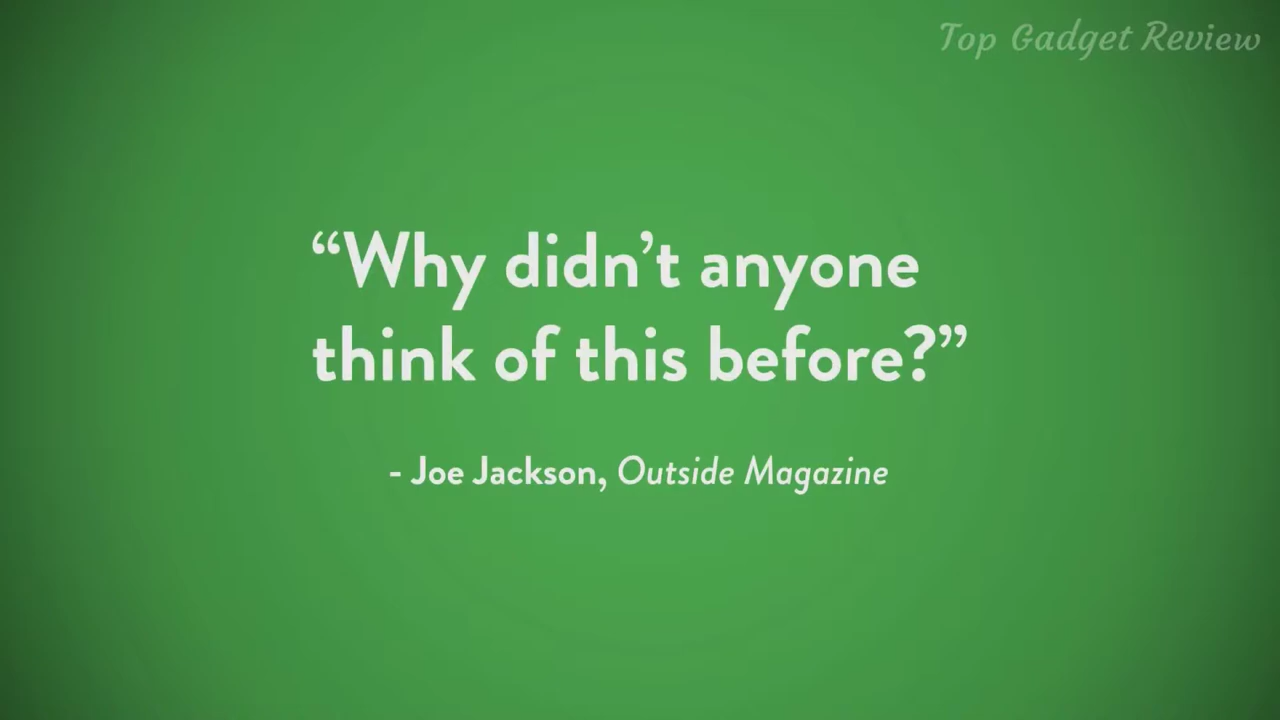 Top Gadget Review
“Why didn’t anyone
think of this before?”
- Joe Jackson, Outside Magazine